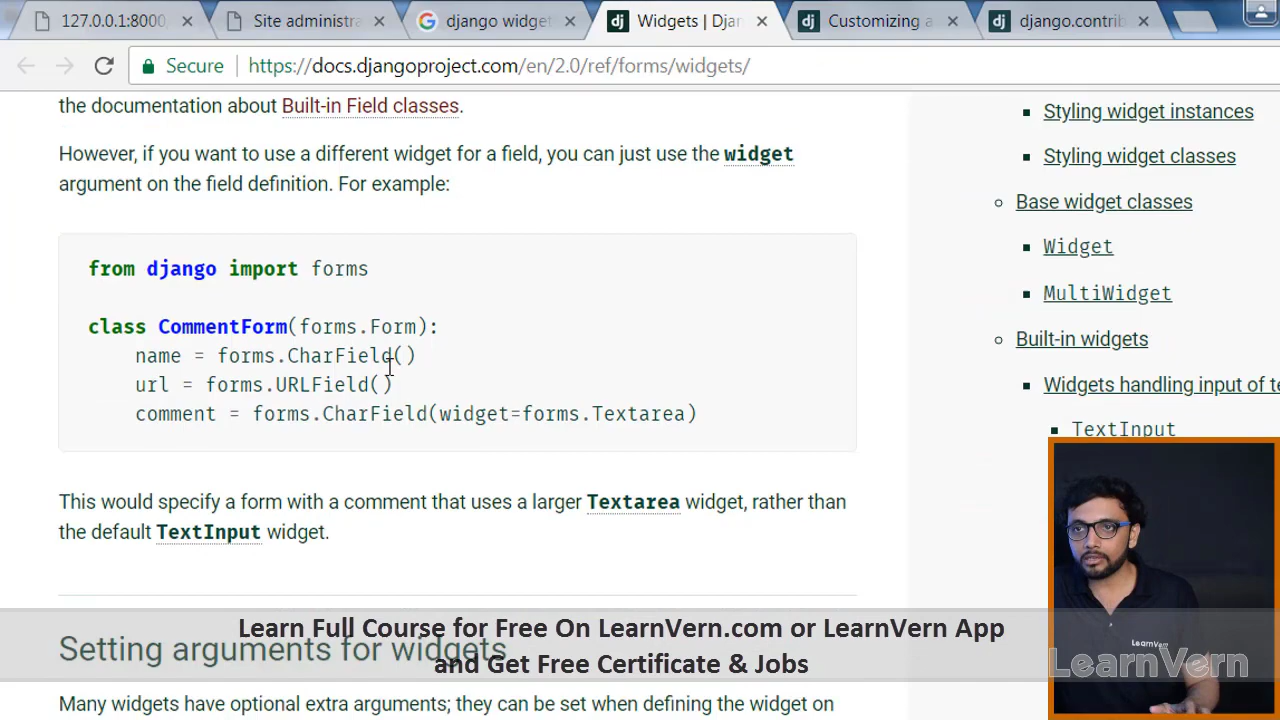 127.0.0.1:8000/
Site administra
django widget
Widgets | Djan
Customizing a
django.contrib
Secure
https://docs.djangoproject.com/en/2.0/ref/forms/widgets/
the documentation about Built-in Field classes.
However, if you want to use a different widget for a field, you can just use the widget
argument on the field definition. For example:
from django import forms
class CommentForm(forms.Form):
name = forms.CharField()
url = forms.URLField()
comment = forms.CharField(widget=forms.Textarea)
This would specify a form with a comment that uses a larger Textarea widget, rather than
the default TextInput widget.
Setting arguments for widgets
Many widgets have optional extra arguments; they can be set when defining the widget on
Styling widget instances
Styling widget classes
Base widget classes
Widget
MultiWidget
Built-in widgets
Widgets handling input of te
TextInput
Learn Full Course for Free On LearnVern.com or LearnVern App
and Get Free Certificate & Jobs
LearnVern
LearnVern